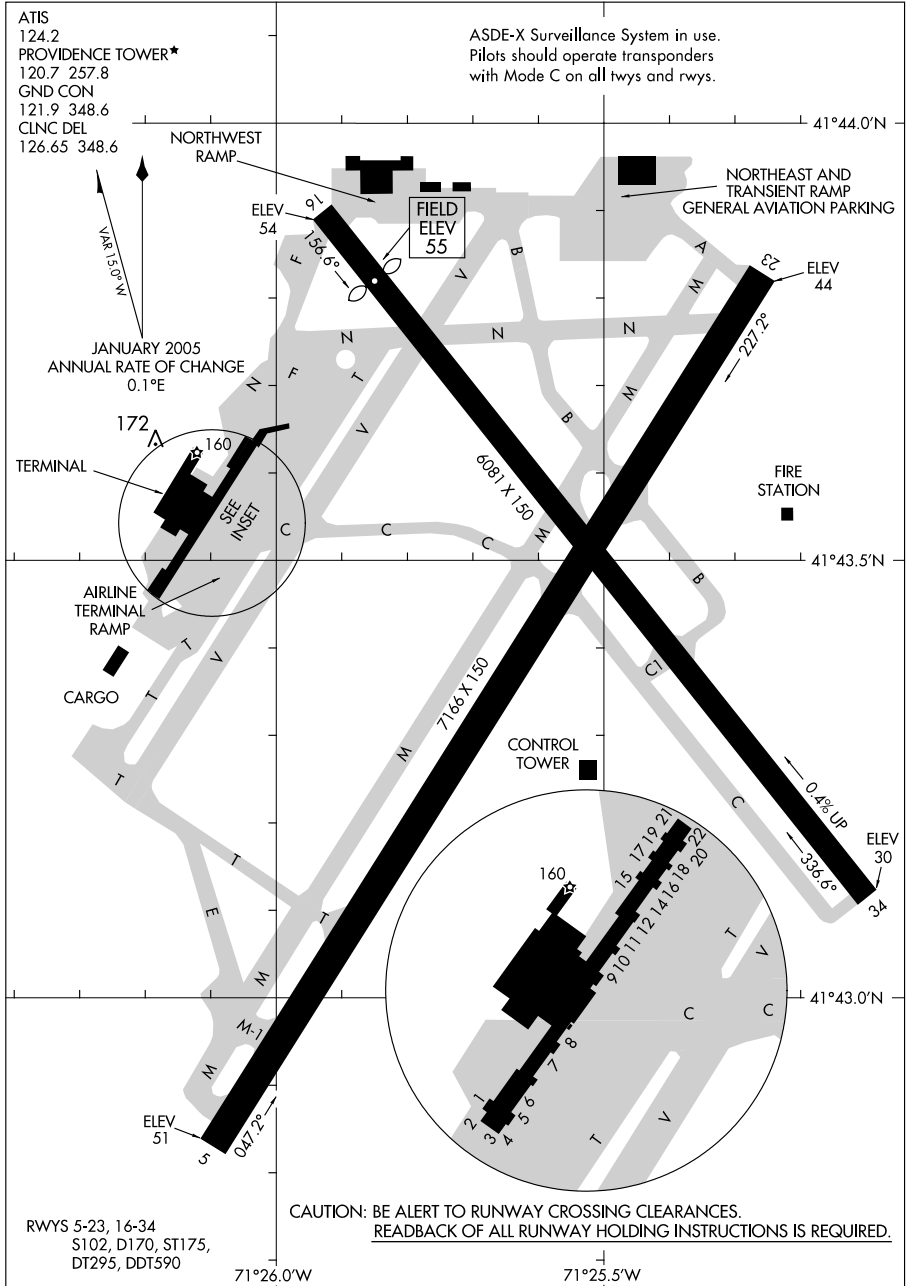 ATIS
124.2
PROVIDENCE TOWER★
120.7 257.8
GND CON
121.9 348.6
CLNC DEL
126.65 348.6
ASDE-X Surveillance System in use.
Pilots should operate transponders
with Mode C on all twys and rwys.
41°44.0'N
NORTHWEST
RAMP
NORTHEAST AND
TRANSIENT RAMP
GENERAL AVIATION PARKING
VAR 15.0° W
JANUARY 2005
ANNUAL RATE OF CHANGE
0.1°E
ELEV
54
16
156.6°
FIELD
ELEV
55
F
V
B
A
M
23
ELEV
44
227.2°
N
N
N
N
F
T
V
M
B
172
160
TERMINAL
SEE
INSET
6081 X 150
FIRE
STATION
C
C
C
M
B
41°43.5'N
AIRLINE
TERMINAL
RAMP
T
V
T
CARGO
C1
7166 X 150
M
T
CONTROL
TOWER
C
0.4% UP
336.6°
ELEV
30
34
T
E
T
M
M-1
M
ELEV
51
5
047.2°
160
21
19
17
15
22
20
18
16
14
12
11
10
9
8
7
6
5
4
3
2
1
T
V
C
C
V
T
41°43.0'N
CAUTION: BE ALERT TO RUNWAY CROSSING CLEARANCES.
READBACK OF ALL RUNWAY HOLDING INSTRUCTIONS IS REQUIRED.
RWYS 5-23, 16-34
S102, D170, ST175,
DT295, DDT590
71°26.0'W
71°25.5'W